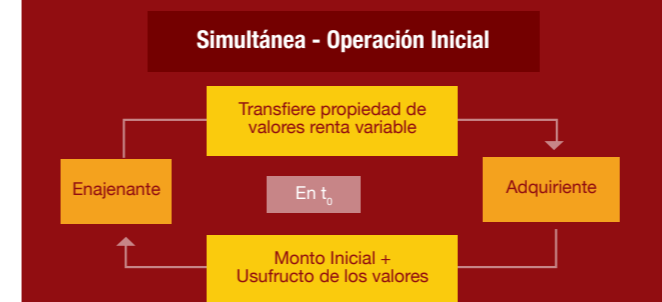 Simultánea - Operación Inicial
Transfiere propiedad de
valores renta variable
Enajenante
En t₀
Adquiriente
Monto Inicial +
Usufructo de los valores